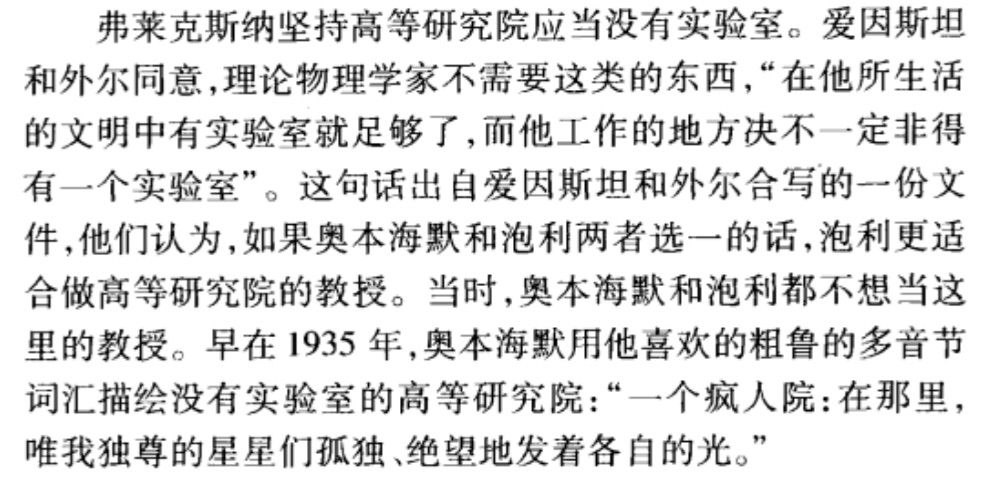 弗莱克斯纳坚持高等研究院应当没有实验室。爱因斯坦
和外尔同意,理论物理学家不需要这类的东西,“在他所生活
的文明中有实验室就足够了,而他工作的地方决不一定非得
有一个实验室”。这句话出自爱因斯坦和外尔合写的一份文
件,他们认为,如果奥本海默和泡利两者选一的话,泡利更适
合做高等研究院的教授。当时,奥本海默和泡利都不想当这
里的教授。早在1935年,奥本海默用他喜欢的粗鲁的多音节
词汇描绘没有实验室的高等研究院:“一个疯人院:在那里,
唯我独尊的星星们孤独、绝望地发着各自的光。”